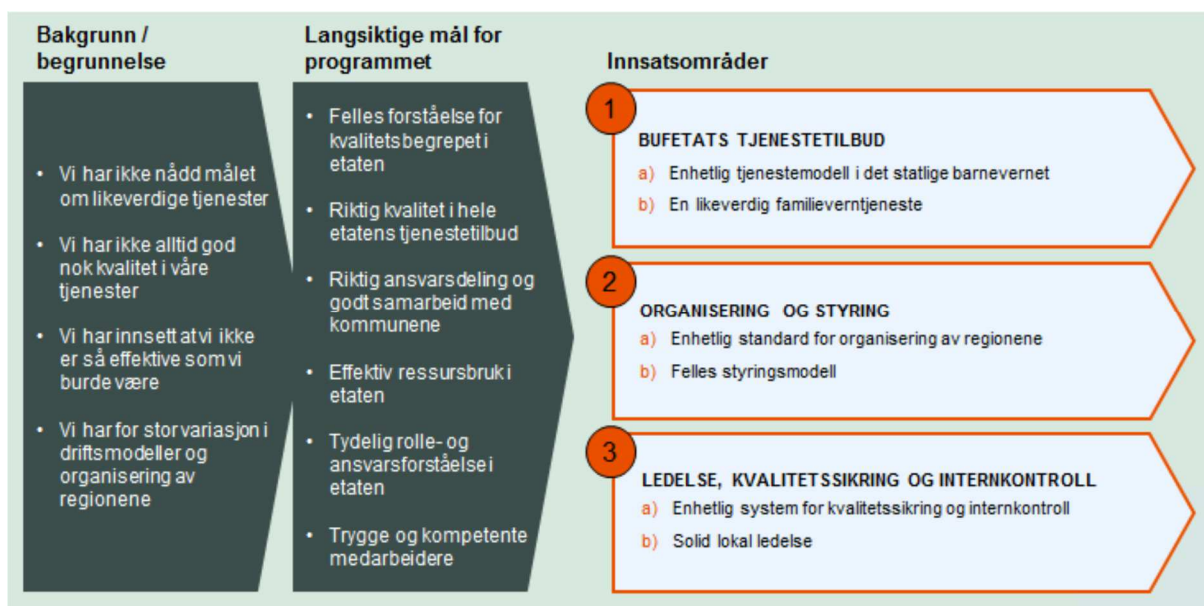 Bakgrunn /
begrunnelse
• Vi har ikke nådd målet
om likeverdige tjenester
• Vi har ikke alltid god
nok kvalitet i våre
tjenester
• Vi har innsett at vi ikke
er så effektive som vi
burde være
• Vi har for stor variasjon i
driftsmodeller og
organisering av
regionene
Langsiktige mål for
programmet
• Felles forståelse for
kvalitetsbegrepet i
etaten
• Riktig kvalitet i hele
etatens tjenestetilbud
• Riktig ansvarsdeling og
godt samarbeid med
kommunene
• Effektiv ressursbruk i
etaten
• Tydelig rolle- og
ansvarsforståelse i
etaten
• Trygge og kompetente
medarbeidere
Innsatsområder
1
BUFETATS TJENESTETILBUD
a) Enhetlig tjenestemodell i det statlige barnevernet
b) En likeverdig familieverntjeneste
2
ORGANISERING OG STYRING
a) Enhetlig standard for organisering av regionene
b) Felles styringsmodell
3
LEDELSE, KVALITETSSIKRING OG INTERNKONTROLL
a) Enhetlig system for kvalitetssikring og internkontroll
b) Solid lokal ledelse